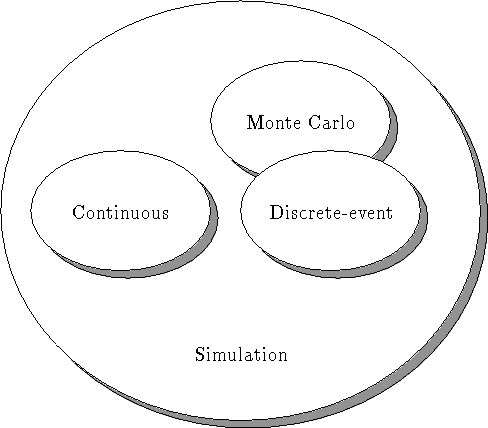 Monte Carlo
Continuous
Discrete-event
Simulation